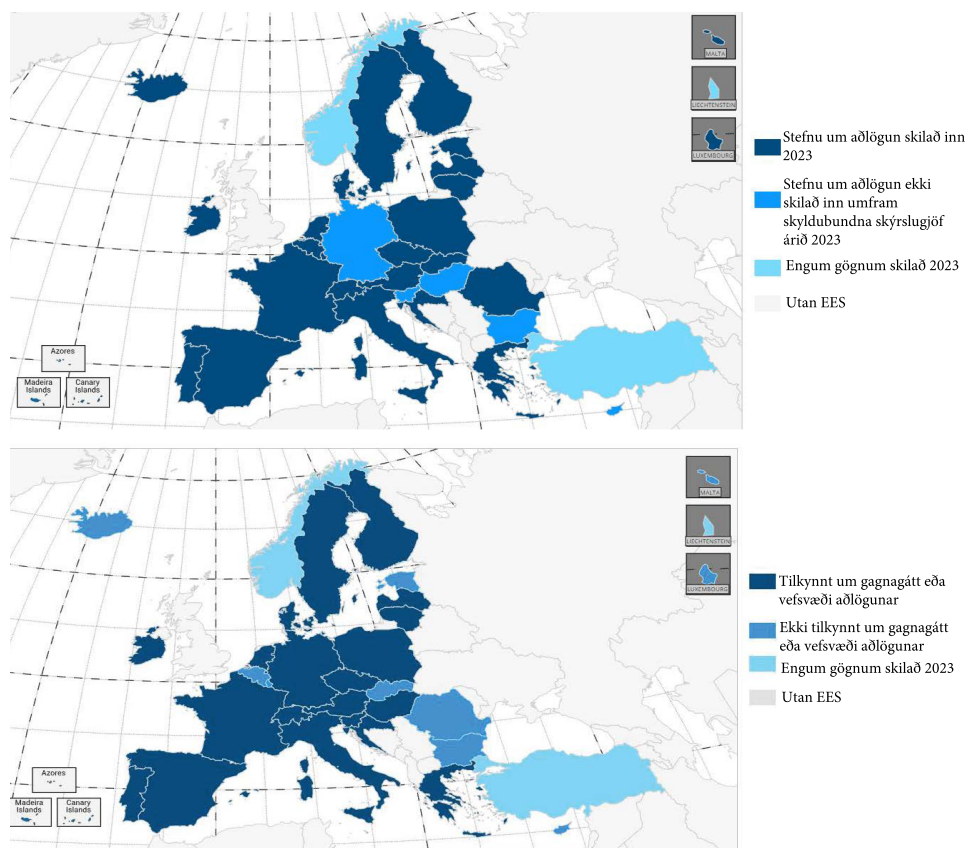 MALTA
LIECHTENSTEIN
LUXEMBOURG
Azores
Madeira
Islands
Canary
Islands
Stefnu um aðlögun skilað inn
2023
Stefnu um aðlögun ekki
skilað inn umfram
skyldubundna skýrslugjöf
árið 2023
Engum gögnum skilað 2023
Utan EES
MALTA
LIECHTENSTEIN
LUXEMBOURG
Azores
Madeira
Islands
Canary
Islands
Tilkynnt um gagnagátt eða
vefsvæði aðlögunar
Ekki tilkynnt um gagnagátt
eða vefsvæði aðlögunar
Engum gögnum skilað 2023
Utan EES